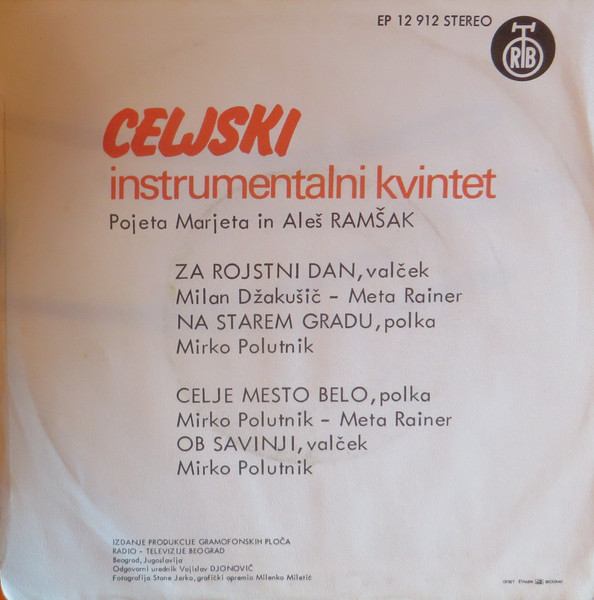 EP 12 912 STEREO
RTB
CELJSKI
instrumentalni kvintet
Pojeta Marjeta in Aleš RAMŠAK
ZA ROJSTNI DAN, valček
Milan Džakušič – Meta Rainer
NA STAREM GRADU, polka
Mirko Polutnik
CELJE MESTO BELO, polka
Mirko Polutnik – Meta Rainer
OB SAVINJI, valček
Mirko Polutnik
IZDANJE PRODUKCIJE GRAMOFONSKIH PLOČA
RADIO – TELEVIZIJE BEOGRAD
Beograd, Jugoslavija
Odgovorni urednik Vojislav DJONOVIĆ
Fotografija Stane Jerko, grafički opremio Milenko Miletić
BEOGRAD